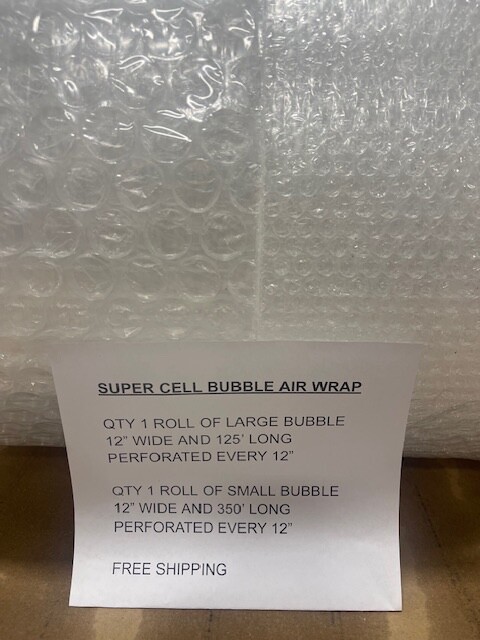 SUPER CELL BUBBLE AIR WRAP
QTY 1 ROLL OF LARGE BUBBLE
12” WIDE AND 125’ LONG
PERFORATED EVERY 12”
QTY 1 ROLL OF SMALL BUBBLE
12” WIDE AND 350’ LONG
PERFORATED EVERY 12”
FREE SHIPPING